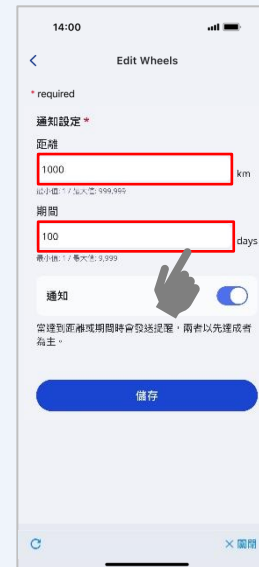 14:00
Edit Wheels
* required
通知設定 *
距離
1000
km
最小值: 1 / 最大值: 999,999
期間
100
days
最小值: 1 / 最大值: 9,999
通知
當達到距離或期間時會發送提醒，兩者以先達成者
為主。
儲存
× 關閉